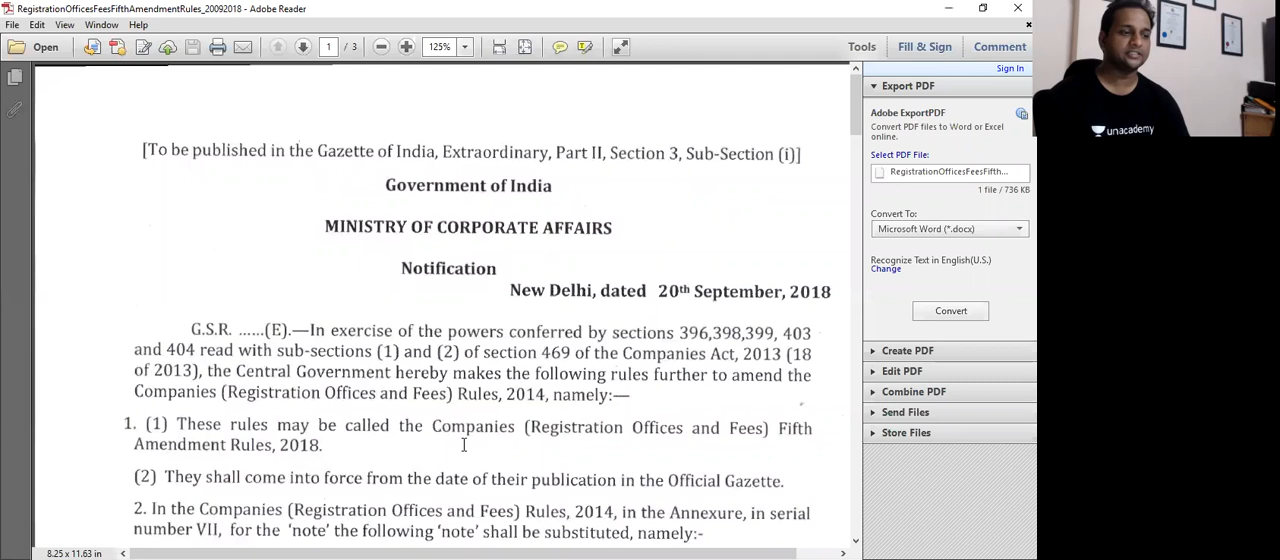 RegistrationOfficesFeesFifthAmendmentRules_20092018 - Adobe Reader
File Edit View Window Help
Open 1 / 3 125% Tools Fill & Sign Comment
Sign In
Export PDF
Adobe ExportPDF
Convert PDF files to Word or Excel
online.
Select PDF File:
RegistrationOfficesFeesFifth...
1 file / 736 KB
Convert To:
Microsoft Word (*.docx)
Recognize Text in English(U.S.)
Change
Convert
Create PDF
Edit PDF
Combine PDF
Send Files
Store Files
[To be published in the Gazette of India, Extraordinary, Part II, Section 3, Sub-Section (i)]
Government of India
MINISTRY OF CORPORATE AFFAIRS
Notification
New Delhi, dated 20th September, 2018
G.S.R. ......(E).—In exercise of the powers conferred by sections 396,398,399, 403
and 404 read with sub-sections (1) and (2) of section 469 of the Companies Act, 2013 (18
of 2013), the Central Government hereby makes the following rules further to amend the
Companies (Registration Offices and Fees) Rules, 2014, namely:—
1. (1) These rules may be called the Companies (Registration Offices and Fees) Fifth
Amendment Rules, 2018.
(2) They shall come into force from the date of their publication in the Official Gazette.
2. In the Companies (Registration Offices and Fees) Rules, 2014, in the Annexure, in serial
number VII, for the 'note' the following 'note' shall be substituted, namely:-
8.25 x 11.63 in
unacademy